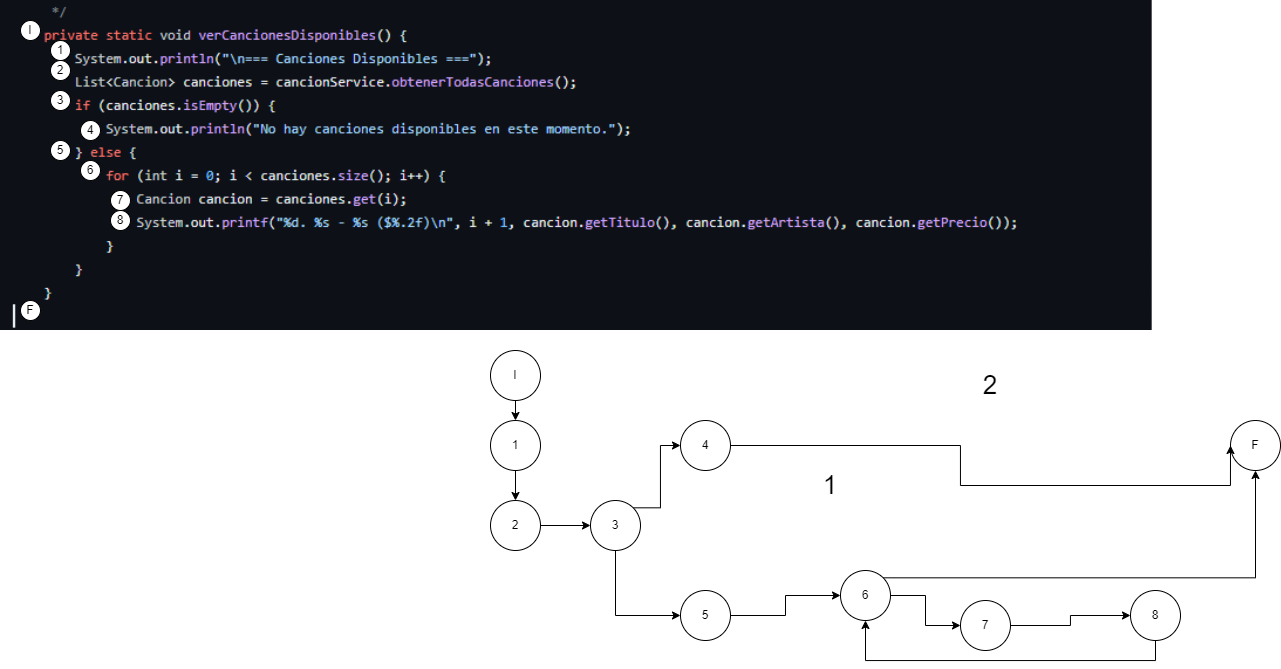 */
I private static void verCancionesDisponibles() {
1 System.out.println("\n=== Canciones Disponibles ===");
2 List<Cancion> canciones = cancionService.obtenerTodasCanciones();
3 if (canciones.isEmpty()) {
4 System.out.println("No hay canciones disponibles en este momento.");
5 } else {
6 for (int i = 0; i < canciones.size(); i++) {
7 Cancion cancion = canciones.get(i);
8 System.out.printf("%d. %s - %s ($%.2f)\n", i + 1, cancion.getTitulo(), cancion.getArtista(), cancion.getPrecio());
}
}
}
F
I
2
1
4
F
1
2
3
6
5
7
8